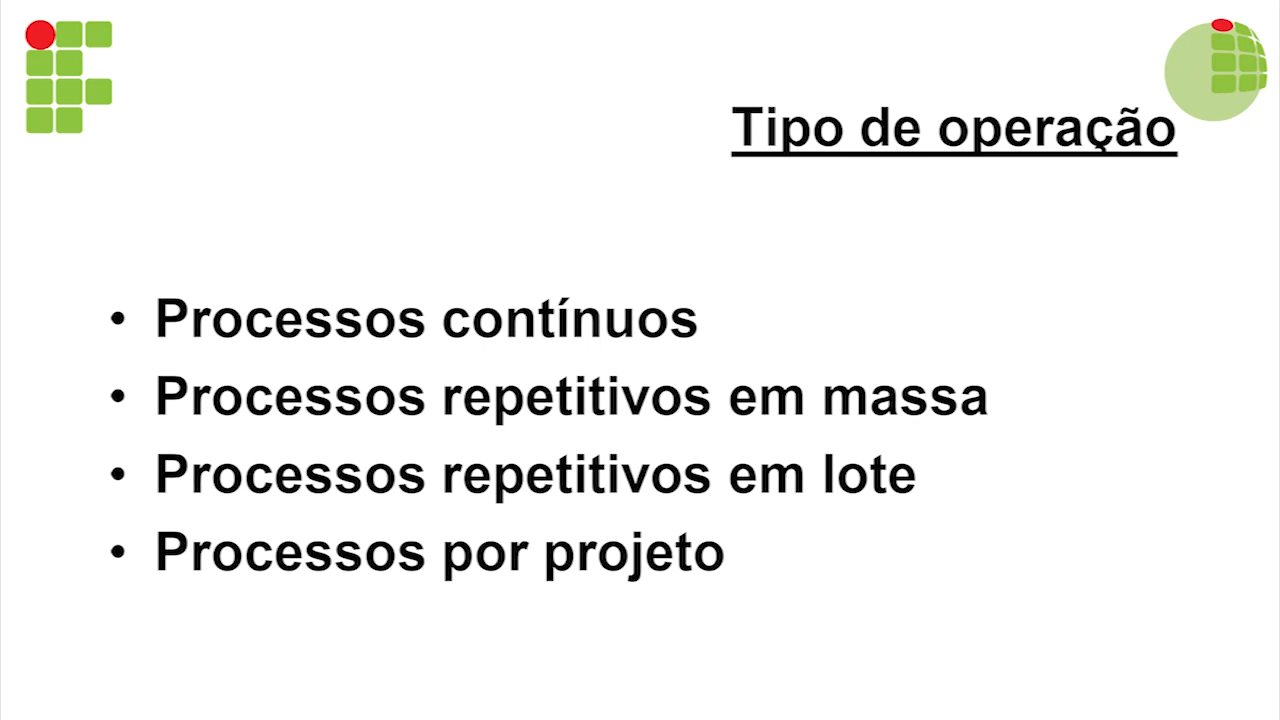 Tipo de operação
• Processos contínuos
• Processos repetitivos em massa
• Processos repetitivos em lote
• Processos por projeto